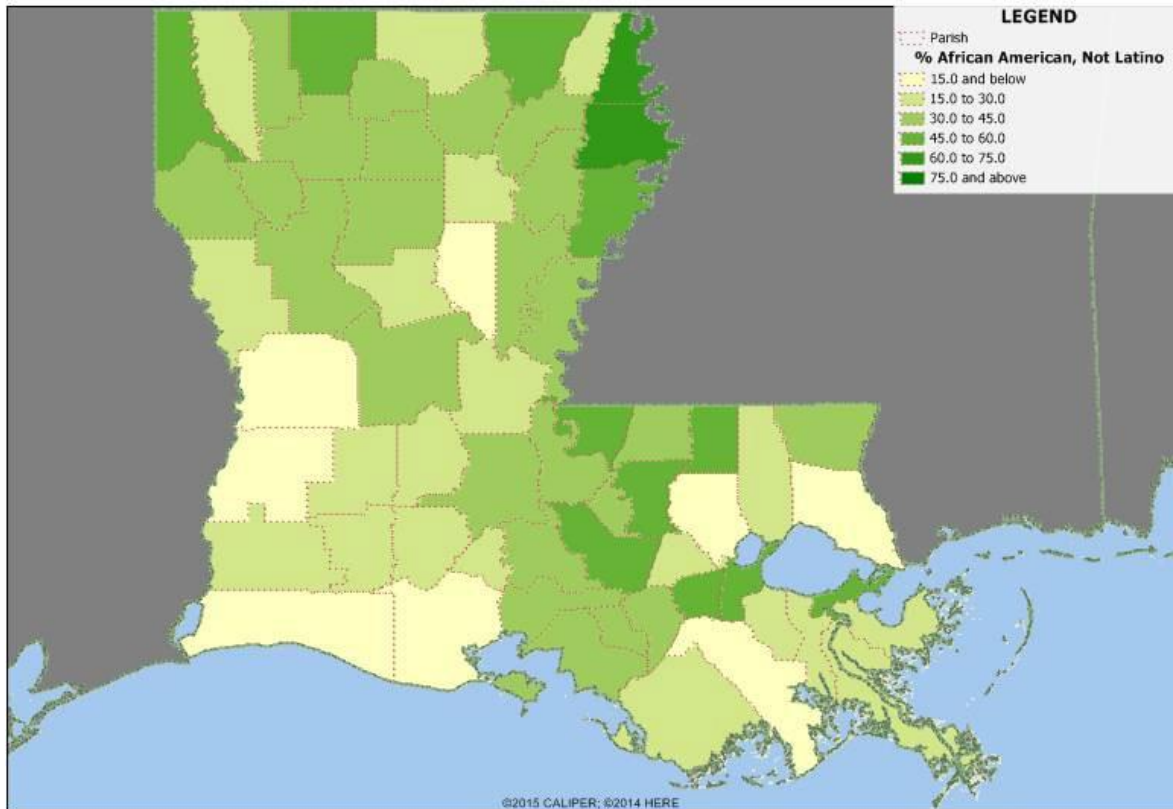 LEGEND
Parish
% African American, Not Latino
15.0 and below
15.0 to 30.0
30.0 to 45.0
45.0 to 60.0
60.0 to 75.0
75.0 and above
©2015 CALIPER; ©2014 HERE